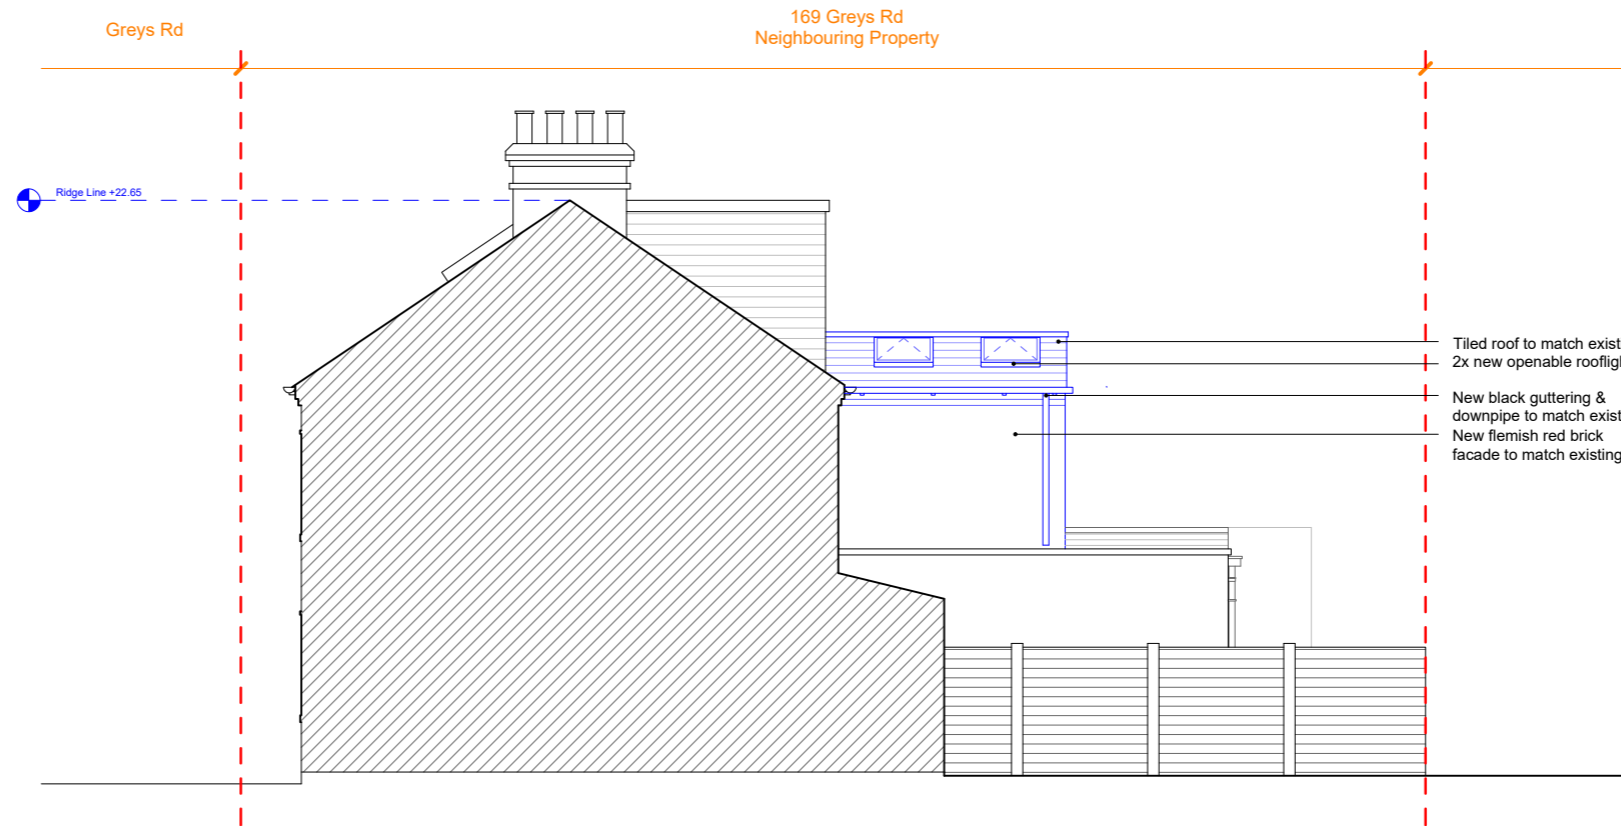 Greys Rd
169 Greys Rd
Neighbouring Property
Ridge Line +22.65
Tiled roof to match exist
2x new openable rooflig
New black guttering &
downpipe to match exist
New flemish red brick
facade to match existing